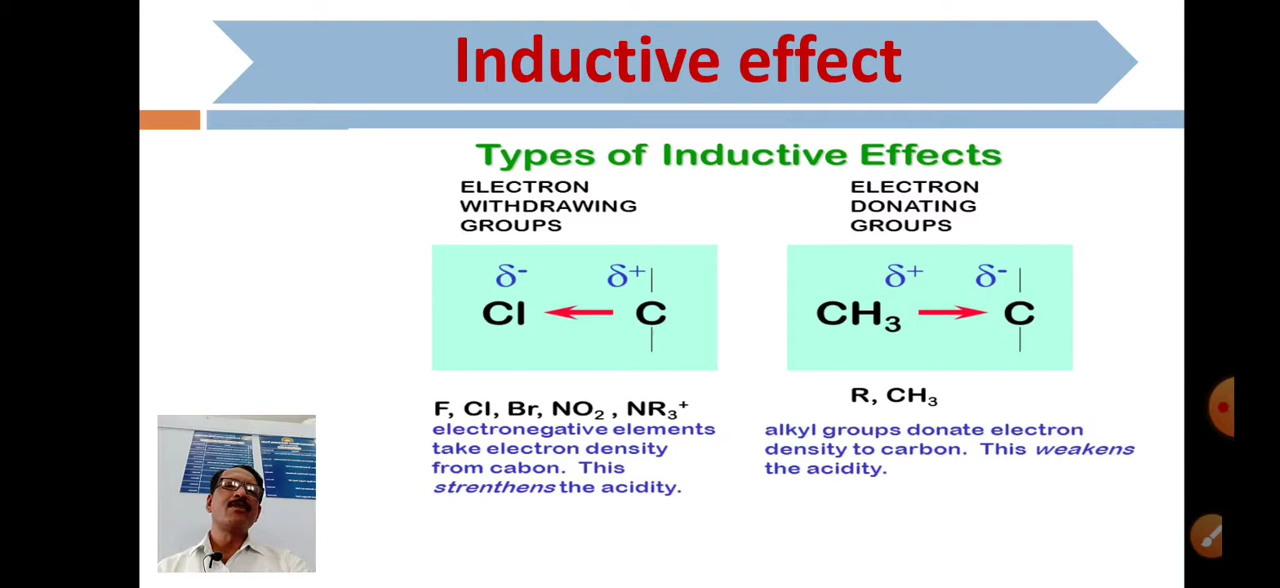 Inductive effect
Types of Inductive Effects
ELECTRON
WITHDRAWING
GROUPS
δ- δ+
Cl C
F, Cl, Br, NO₂ , NR₃⁺
electronegative elements
take electron density
from cabon. This
strenthens the acidity.
ELECTRON
DONATING
GROUPS
δ+ δ-
CH₃ C
R, CH₃
alkyl groups donate electron
density to carbon. This weakens
the acidity.